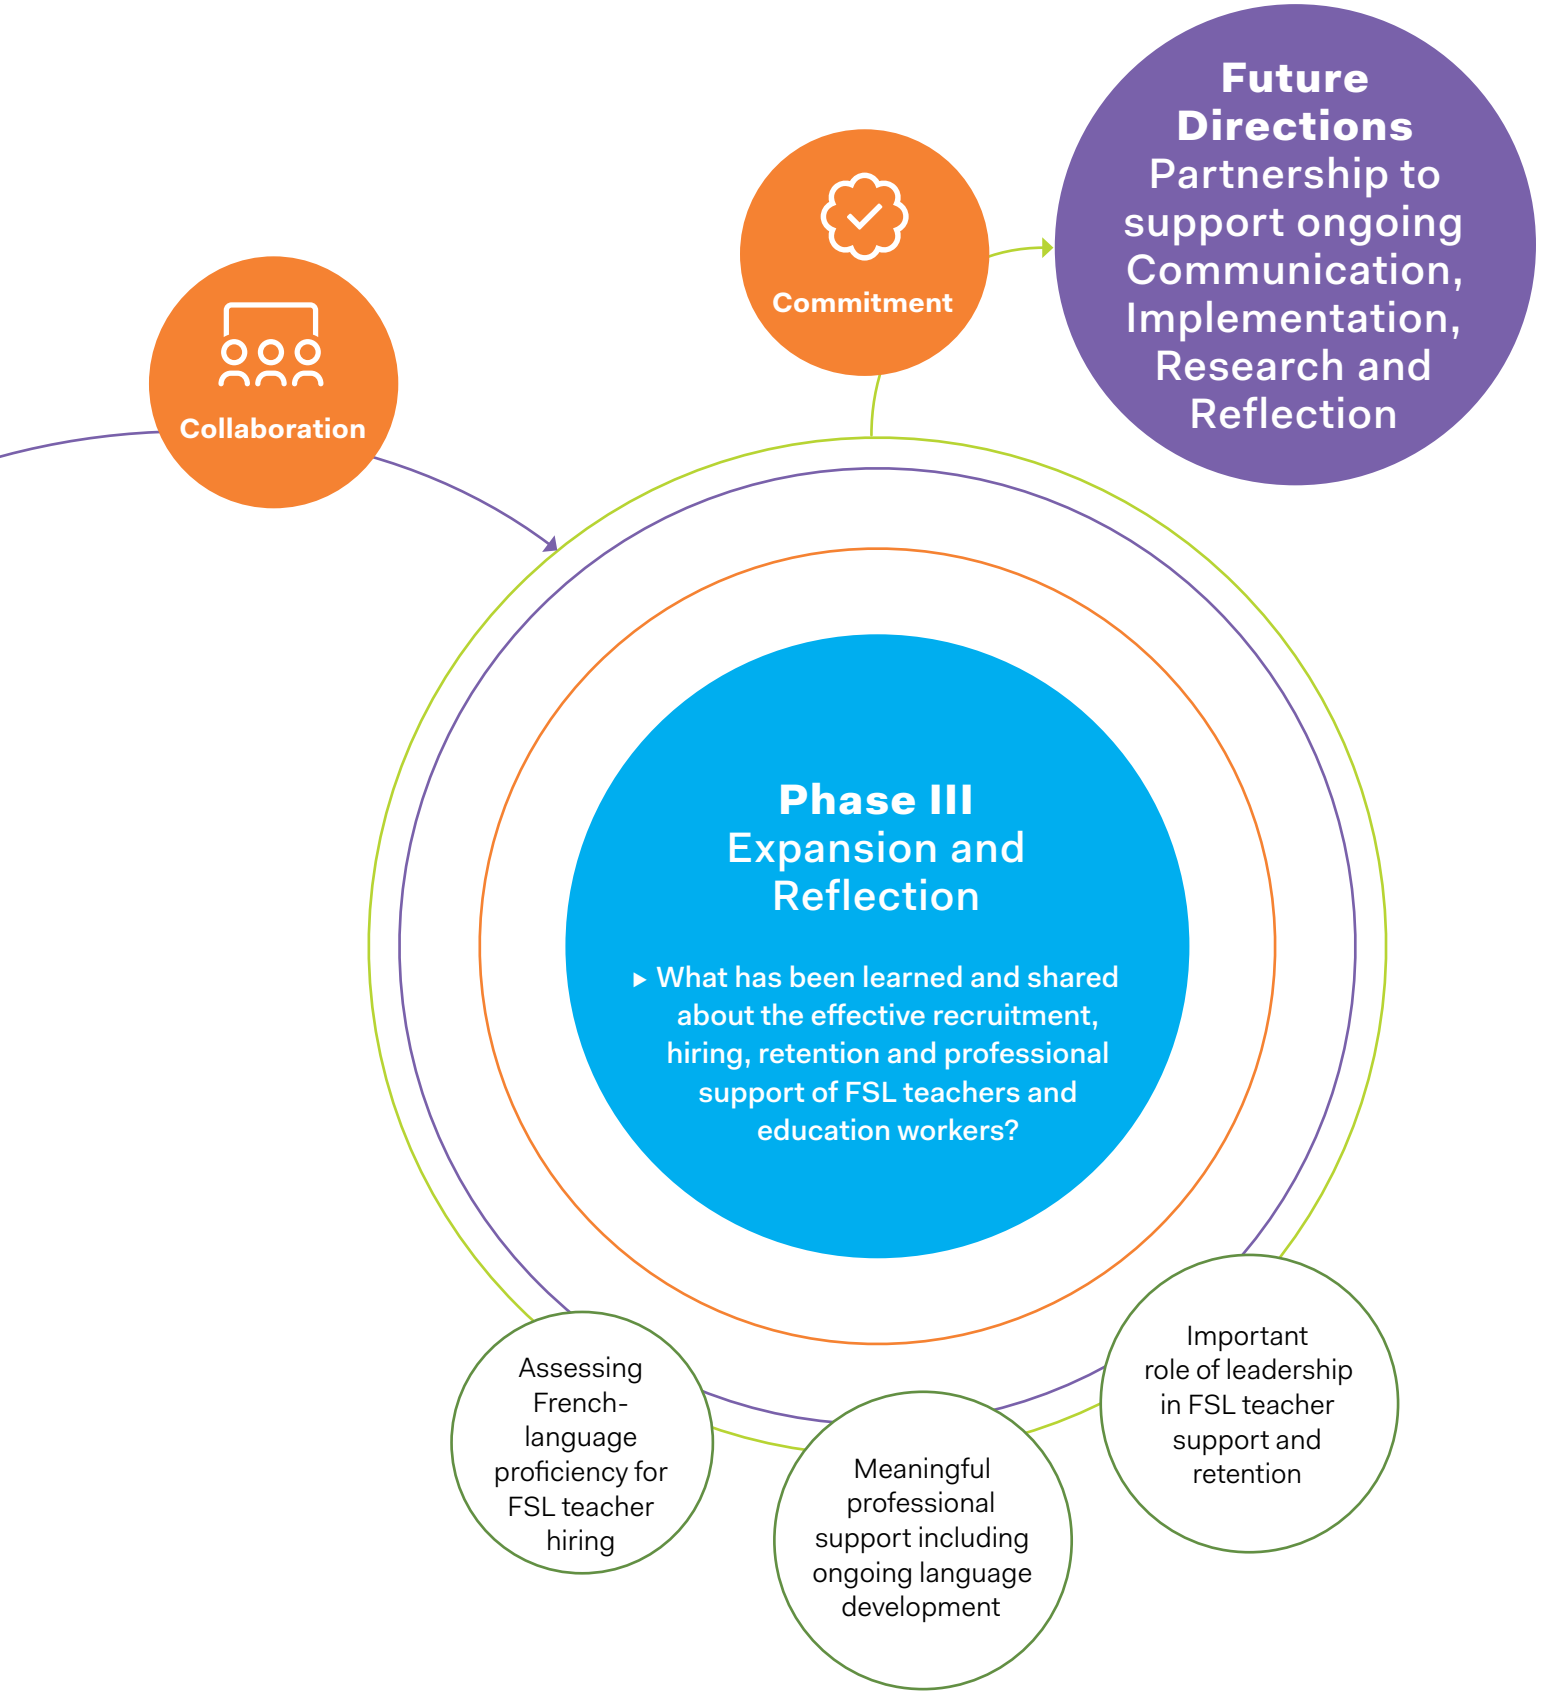 Future
Directions
Partnership to
support ongoing
Communication,
Implementation,
Research and
Reflection
Commitment
Collaboration
Phase III
Expansion and
Reflection
▸ What has been learned and shared
about the effective recruitment,
hiring, retention and professional
support of FSL teachers and
education workers?
Assessing
French-
language
proficiency for
FSL teacher
hiring
Meaningful
professional
support including
ongoing language
development
Important
role of leadership
in FSL teacher
support and
retention